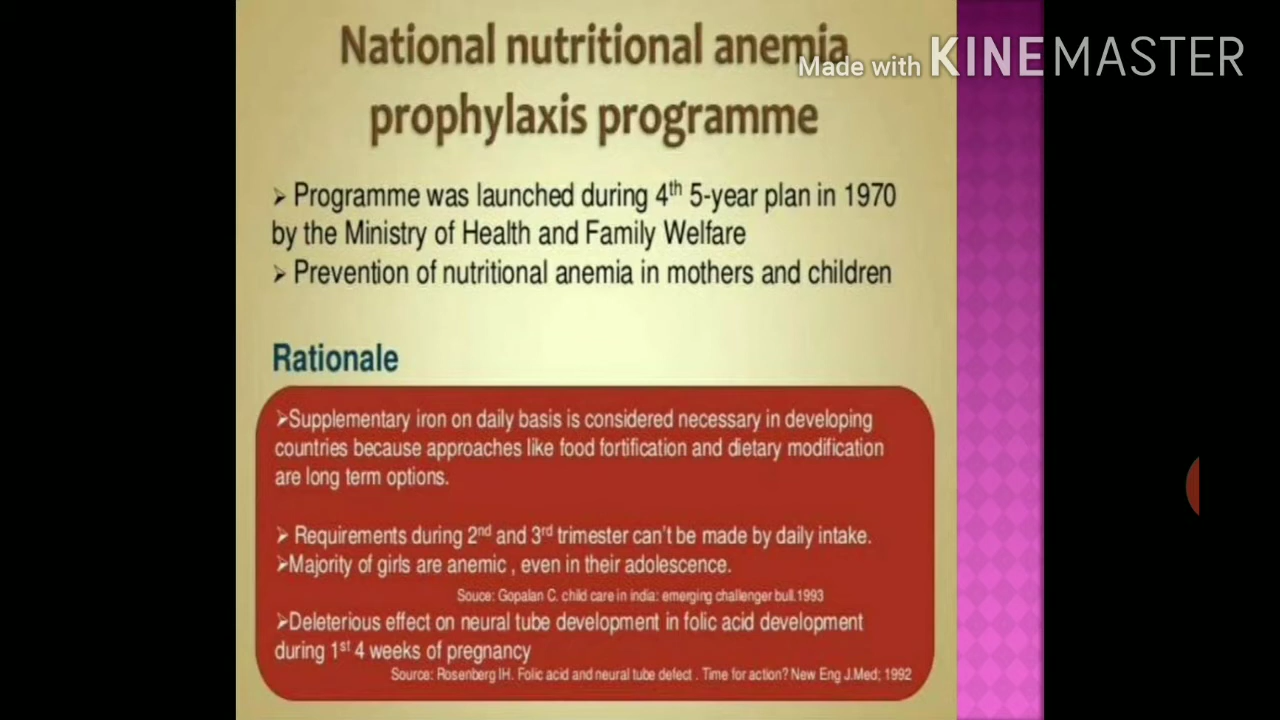 National nutritional anemia
Made with KINEMASTER
prophylaxis programme
➢ Programme was launched during 4th 5-year plan in 1970
by the Ministry of Health and Family Welfare
➢ Prevention of nutritional anemia in mothers and children
Rationale
➢Supplementary iron on daily basis is considered necessary in developing
countries because approaches like food fortification and dietary modification
are long term options.
➢ Requirements during 2nd and 3rd trimester can't be made by daily intake.
➢Majority of girls are anemic , even in their adolescence.
Souce: Gopalan C. child care in india: emerging challenger bull.1993
➢Deleterious effect on neural tube development in folic acid development
during 1st 4 weeks of pregnancy
Source: Rosenberg IH. Folic acid and neural tube defect . Time for action? New Eng J.Med; 1992